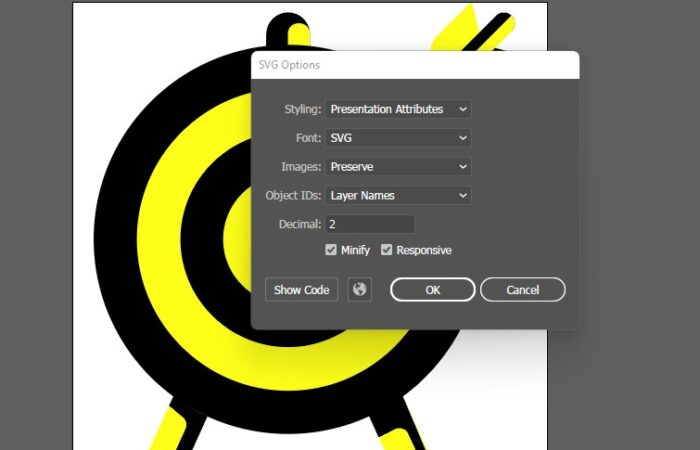 SVG Options
Styling: Presentation Attributes
Font: SVG
Images: Preserve
Object IDs: Layer Names
Decimal: 2
Minify Responsive
Show Code OK Cancel